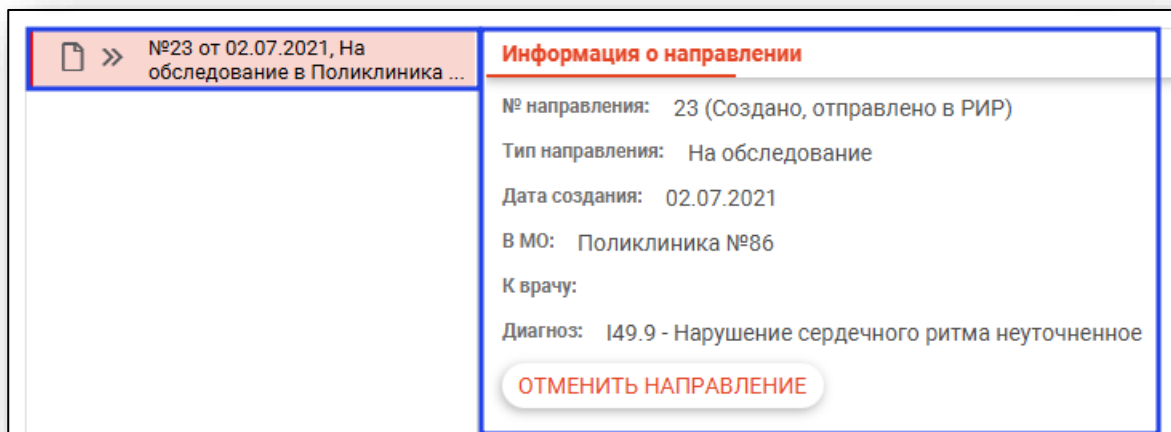 №23 от 02.07.2021, На
обследование в Поликлиника ...
Информация о направлении
№ направления: 23 (Создано, отправлено в РИР)
Тип направления: На обследование
Дата создания: 02.07.2021
В МО: Поликлиника №86
К врачу:
Диагноз: I49.9 - Нарушение сердечного ритма неуточненное
ОТМЕНИТЬ НАПРАВЛЕНИЕ